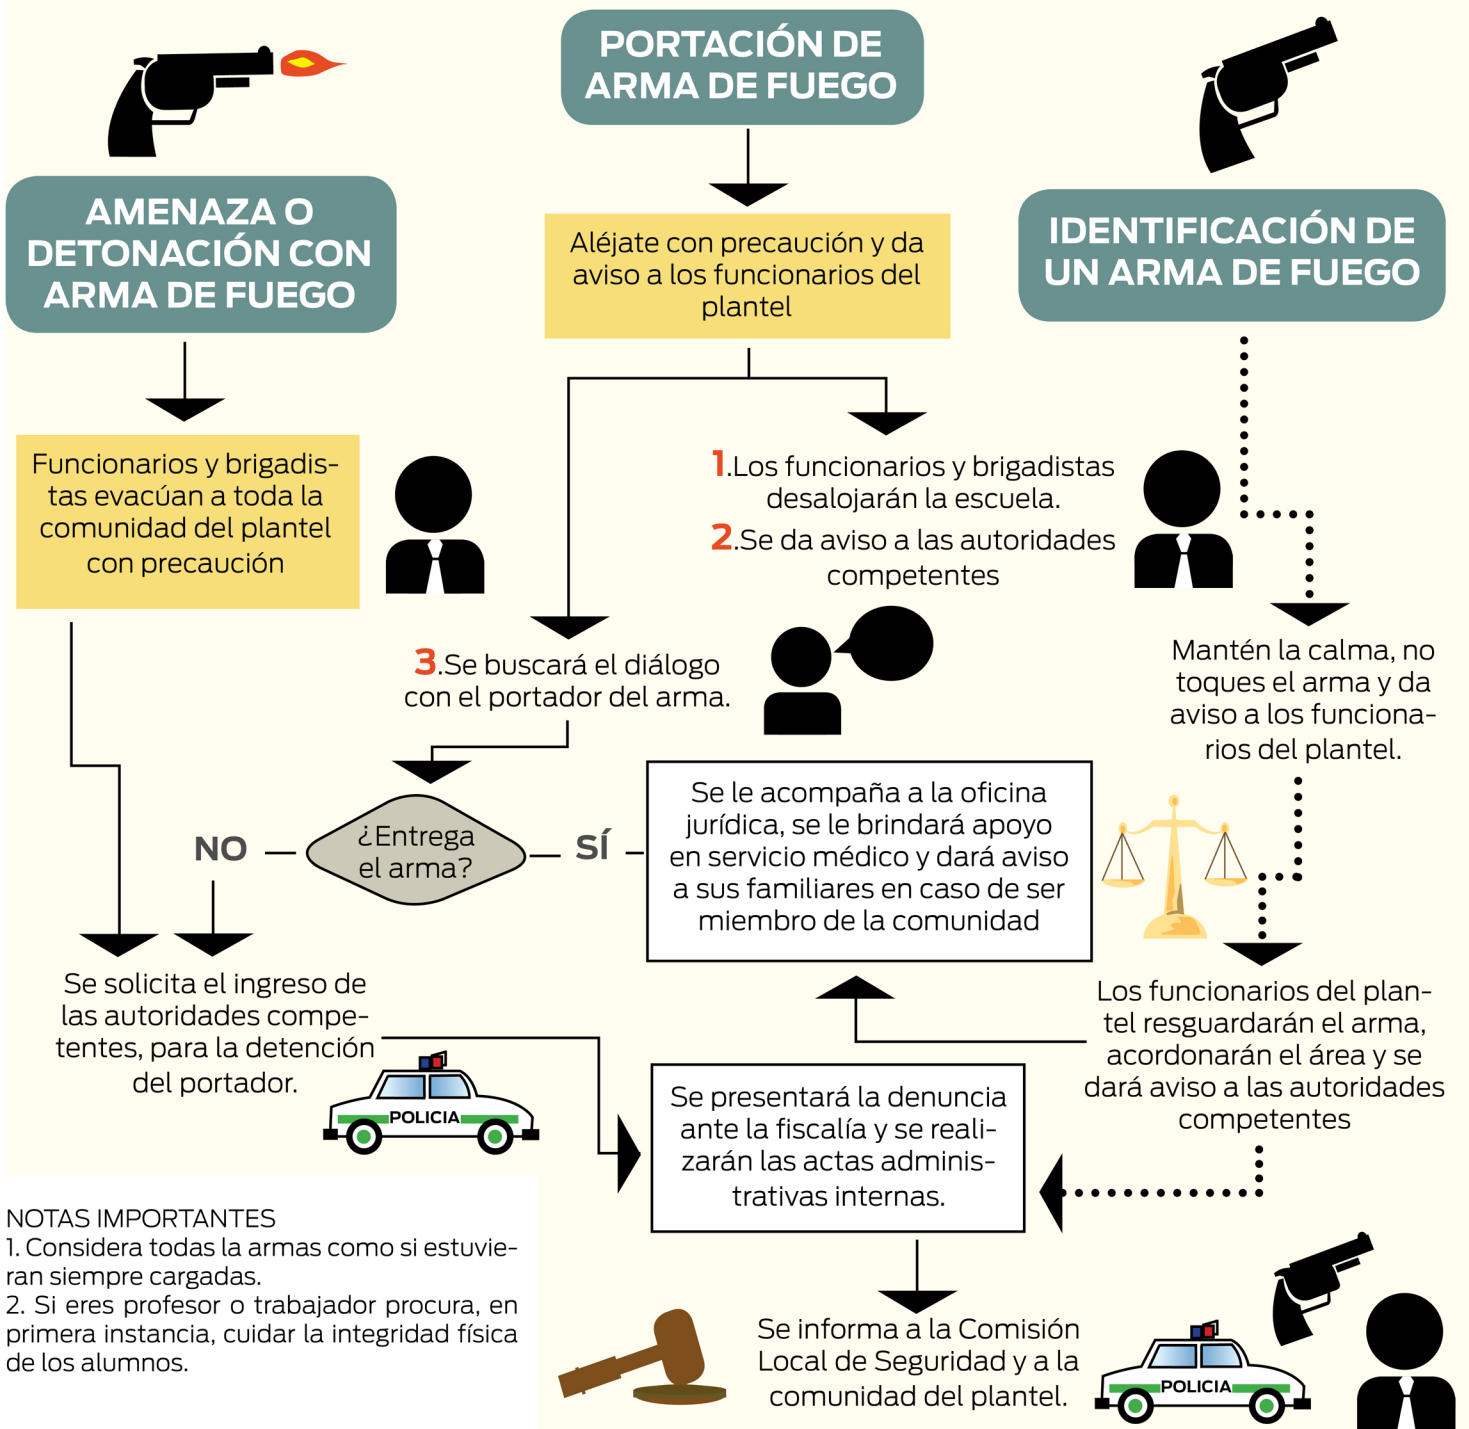 PORTACIÓN DE
ARMA DE FUEGO
AMENAZA O
DETONACIÓN CON
ARMA DE FUEGO
IDENTIFICACIÓN DE
UN ARMA DE FUEGO
Aléjate con precaución y da
aviso a los funcionarios del
plantel
Funcionarios y brigadis-
tas evacúan a toda la
comunidad del plantel
con precaución
1.Los funcionarios y brigadistas
desalojarán la escuela.
2.Se da aviso a las autoridades
competentes
3.Se buscará el diálogo
con el portador del arma.
Mantén la calma, no
toques el arma y da
aviso a los funciona-
rios del plantel.
NO
¿Entrega
el arma?
SÍ
Se le acompaña a la oficina
jurídica, se le brindará apoyo
en servicio médico y dará aviso
a sus familiares en caso de ser
miembro de la comunidad
Se solicita el ingreso de
las autoridades compe-
tentes, para la detención
del portador.
POLICIA
Los funcionarios del plan-
tel resguardarán el arma,
acordonarán el área y se
dará aviso a las autoridades
competentes
Se presentará la denuncia
ante la fiscalía y se reali-
zarán las actas adminis-
trativas internas.
NOTAS IMPORTANTES
1. Considera todas la armas como si estuvie-
ran siempre cargadas.
2. Si eres profesor o trabajador procura, en
primera instancia, cuidar la integridad física
de los alumnos.
Se informa a la Comisión
Local de Seguridad y a la
comunidad del plantel.
POLICIA